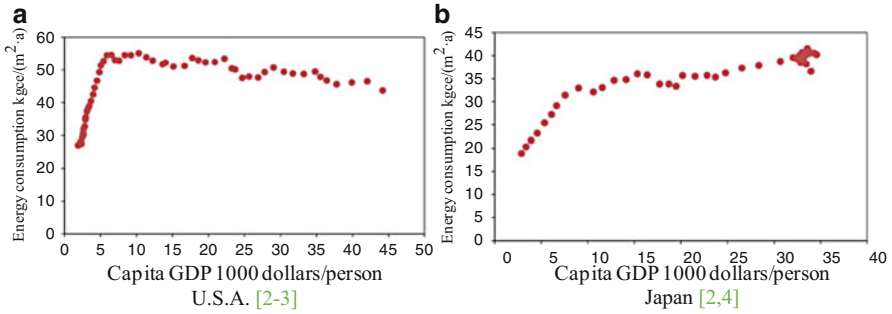 a
Energy consumption kgce/(m²·a)
60
50
40
30
20
10
0
0 5 10 15 20 25 30 35 40 45 50
Capita GDP 1000 dollars/person
U.S.A. [2-3]
b
Energy consumption kgce/(m²·a)
45
40
35
30
25
20
15
10
5
0
0 5 10 15 20 25 30 35 40
Capita GDP 1000 dollars/person
Japan [2,4]